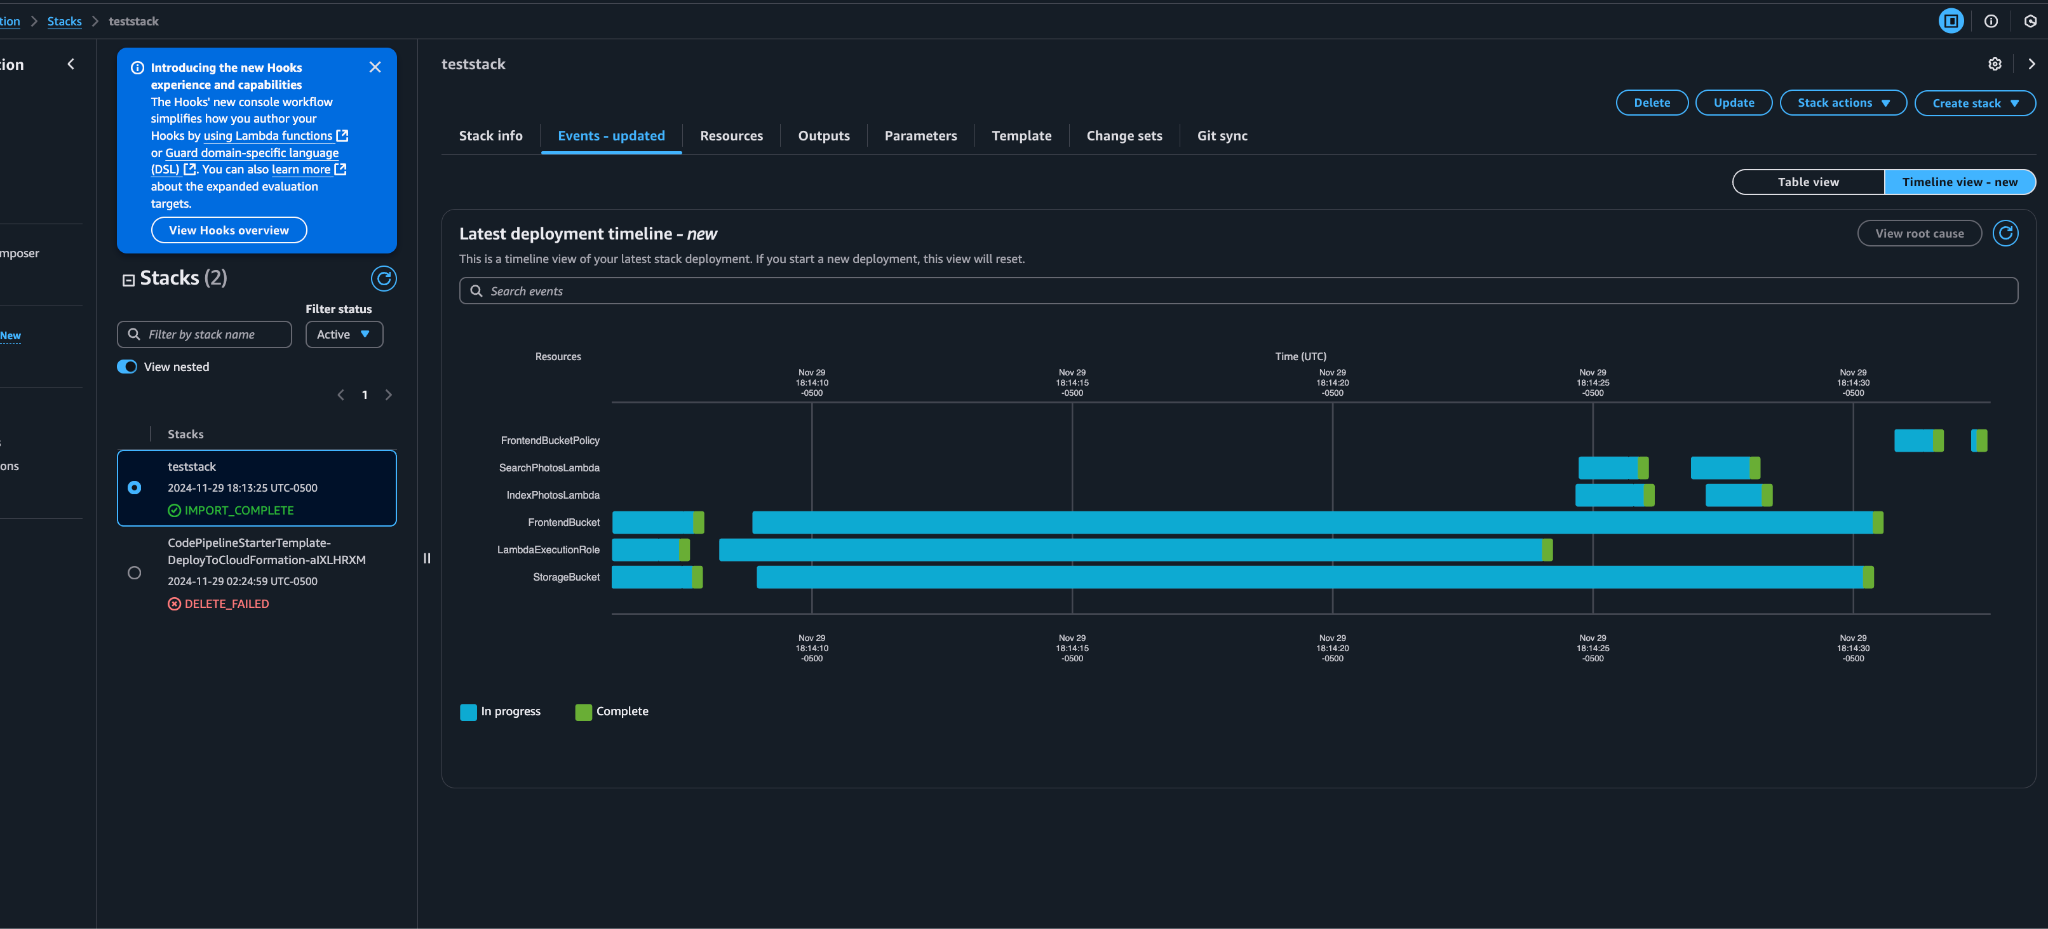 tion > Stacks > teststack
tion
mposer
New
s
ons
Introducing the new Hooks
experience and capabilities
The Hooks' new console workflow
simplifies how you author your
Hooks by using Lambda functions
or Guard domain-specific language
(DSL) . You can also learn more
about the expanded evaluation
targets.
View Hooks overview
Stacks (2)
Filter status
Filter by stack name
Active
View nested
1
Stacks
teststack
2024-11-29 18:13:25 UTC-0500
IMPORT_COMPLETE
CodePipelineStarterTemplate-
DeployToCloudFormation-aIXLHRXM
2024-11-29 02:24:59 UTC-0500
DELETE_FAILED
teststack
Delete
Update
Stack actions
Create stack
Stack info
Events - updated
Resources
Outputs
Parameters
Template
Change sets
Git sync
Table view
Timeline view - new
Latest deployment timeline - new
View root cause
This is a timeline view of your latest stack deployment. If you start a new deployment, this view will reset.
Search events
Resources
Time (UTC)
Nov 29
18:14:10
-0500
Nov 29
18:14:15
-0500
Nov 29
18:14:20
-0500
Nov 29
18:14:25
-0500
Nov 29
18:14:30
-0500
FrontendBucketPolicy
SearchPhotosLambda
IndexPhotosLambda
FrontendBucket
LambdaExecutionRole
StorageBucket
Nov 29
18:14:10
-0500
Nov 29
18:14:15
-0500
Nov 29
18:14:20
-0500
Nov 29
18:14:25
-0500
Nov 29
18:14:30
-0500
In progress
Complete